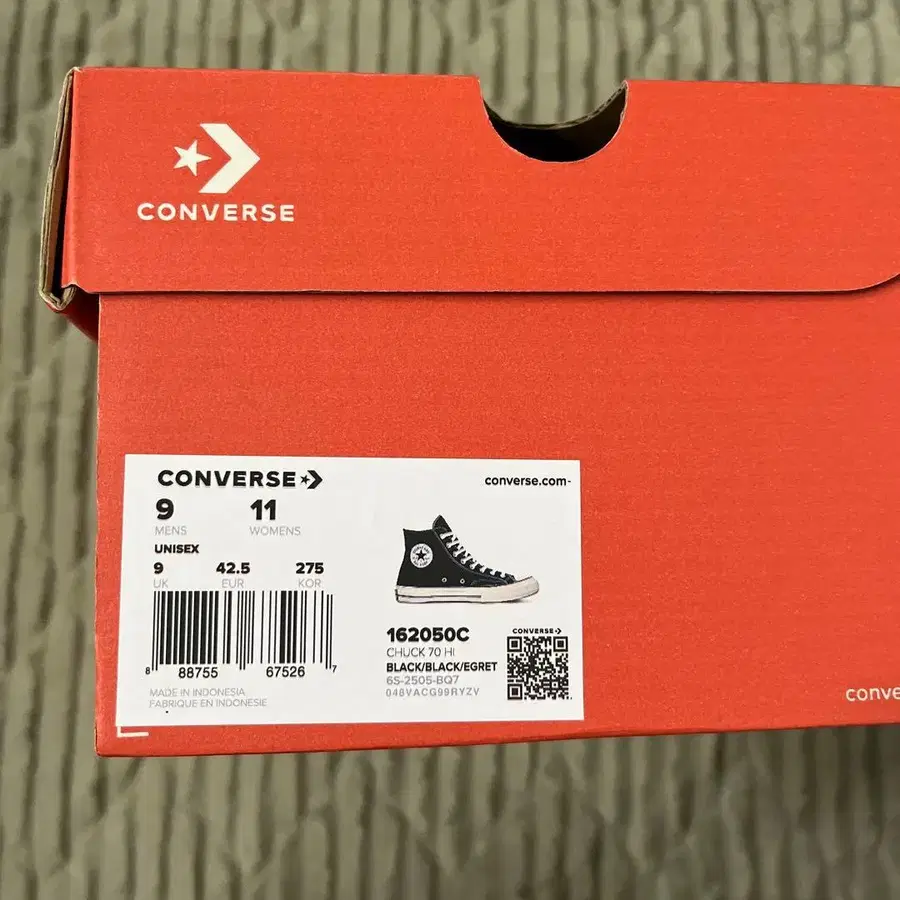 CONVERSE
CONVERSE
converse.com
9 11
MENS WOMENS
UNISEX
9 42.5 275
UK EUR KOR
8 88755 67526 7
MADE IN INDONESIA
FABRIQUE EN INDONESIE
162050C
CHUCK 70 HI
BLACK/BLACK/EGRET
6S-2505-BQ7
048VACG99RYZV
CONVERSE
conve